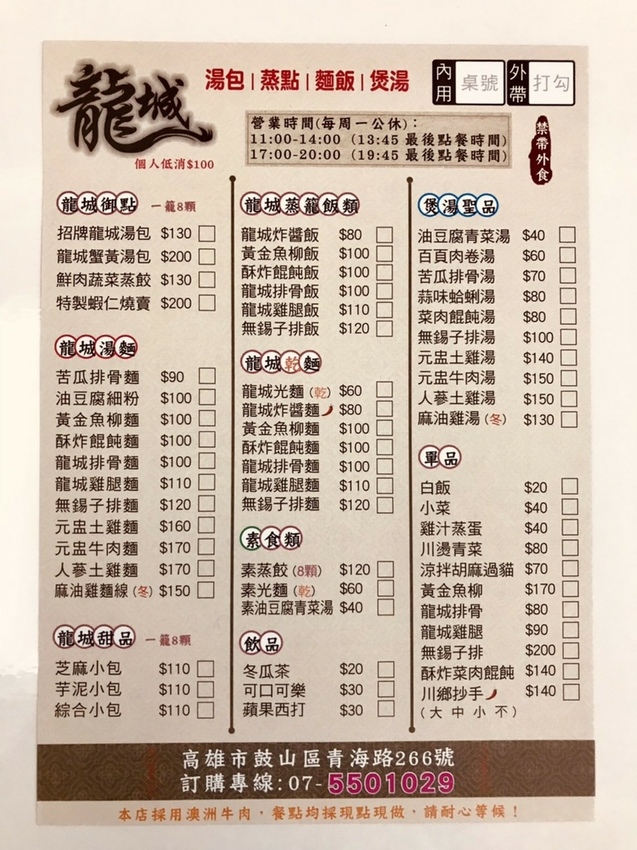 龍城
湯包|蒸點|麵飯|煲湯
內用 桌號 外帶 打勾
個人低消$100
營業時間(每周一公休):
11:00-14:00 (13:45 最後點餐時間)
17:00-20:00 (19:45 最後點餐時間)
禁帶外食
龍城御點 一籠8顆
招牌龍城湯包 $130
龍城蟹黃湯包 $200
鮮肉蔬菜蒸餃 $130
特製蝦仁燒賣 $200
龍城湯麵
苦瓜排骨麵 $90
油豆腐細粉 $100
黃金魚柳麵 $100
酥炸餛飩麵 $100
龍城排骨麵 $100
龍城雞腿麵 $110
無錫子排麵 $120
元盅土雞麵 $160
元盅牛肉麵 $170
人蔘土雞麵 $170
麻油雞麵線(冬) $150
龍城甜品 一籠8顆
芝麻小包 $110
芋泥小包 $110
綜合小包 $110
龍城蒸籠飯類
龍城炸醬飯 $80
黃金魚柳飯 $100
酥炸餛飩飯 $100
龍城排骨飯 $100
龍城雞腿飯 $110
無錫子排飯 $120
龍城乾麵
龍城光麵(乾) $60
龍城炸醬麵 $80
黃金魚柳麵 $100
酥炸餛飩麵 $100
龍城排骨麵 $100
龍城雞腿麵 $110
無錫子排麵 $120
素食類
素蒸餃(8顆) $120
素光麵(乾) $60
素油豆腐青菜湯 $40
飲品
冬瓜茶 $20
可口可樂 $30
蘋果西打 $30
煲湯聖品
油豆腐青菜湯 $40
百頁肉卷湯 $60
苦瓜排骨湯 $70
蒜味蛤蜊湯 $80
菜肉餛飩湯 $80
無錫子排湯 $100
元盅土雞湯 $140
元盅牛肉湯 $150
人蔘土雞湯 $150
麻油雞湯(冬) $130
單品
白飯 $20
小菜 $40
雞汁蒸蛋 $40
川燙青菜 $80
涼拌胡麻過貓 $70
黃金魚柳 $170
龍城排骨 $80
龍城雞腿 $90
無錫子排 $200
酥炸菜肉餛飩 $140
川鄉抄手 $140
(大中小不)
高雄市鼓山區青海路266號
訂購專線:07-5501029
本店採用澳洲牛肉，餐點均採現點現做，請耐心等候！